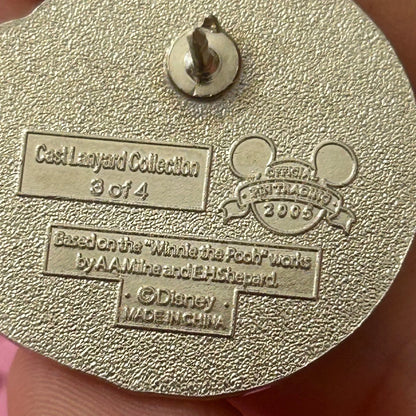 Cast Lanyard Collection
3 of 4
OFFICIAL
PIN TRADING
2005
Based on the "Winnie the Pooh" works
by A.A.Milne and E.H.Shepard.
©Disney
MADE IN CHINA